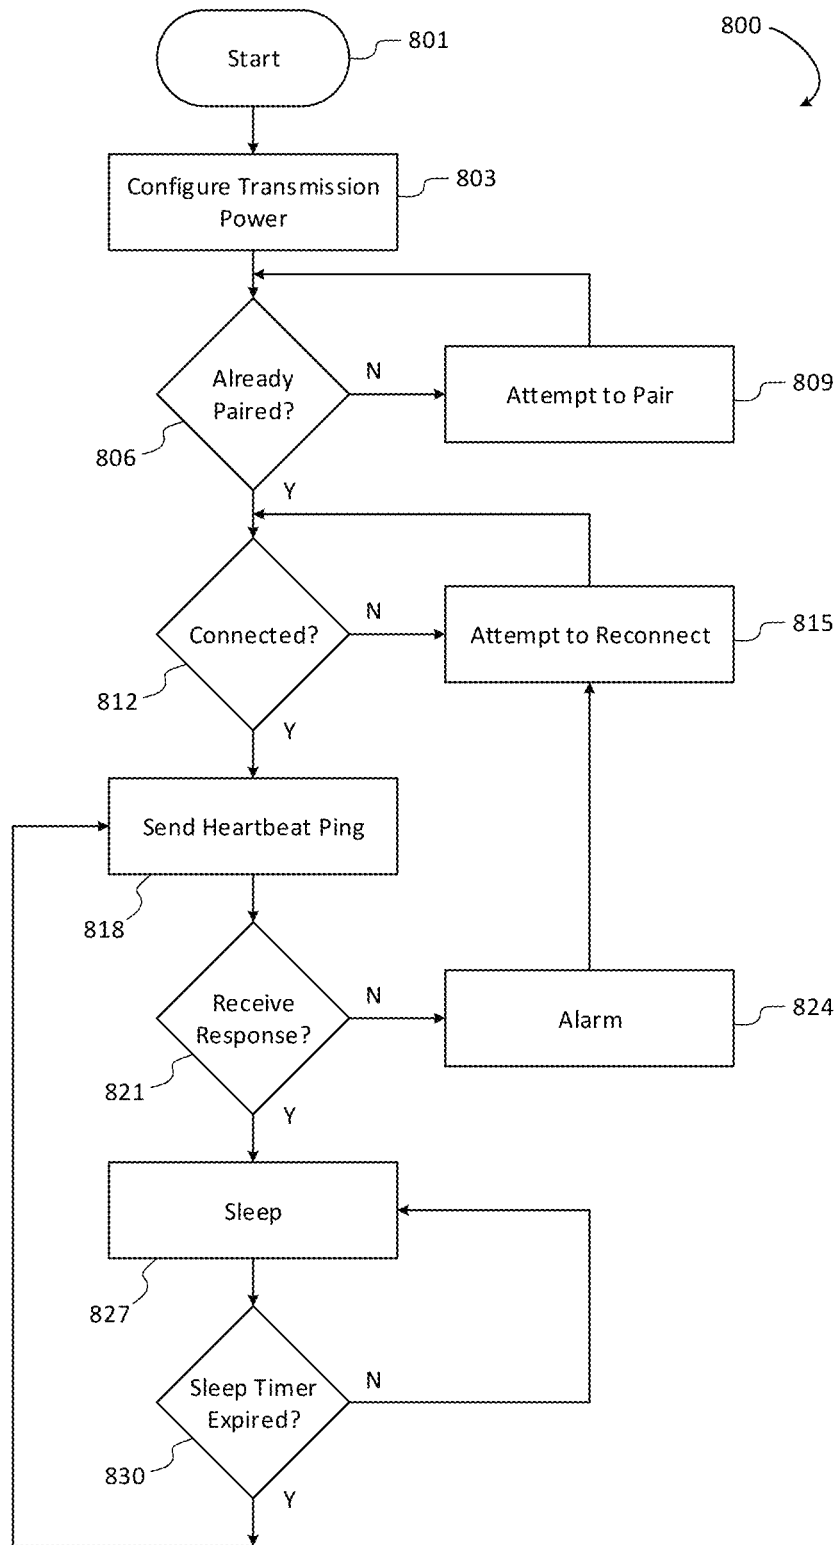 800
Start
801
Configure Transmission
Power
803
Already
Paired?
806
N
Y
Attempt to Pair
809
Connected?
812
N
Y
Attempt to Reconnect
815
Send Heartbeat Ping
818
Receive
Response?
821
N
Y
Alarm
824
Sleep
827
Sleep Timer
Expired?
830
N
Y